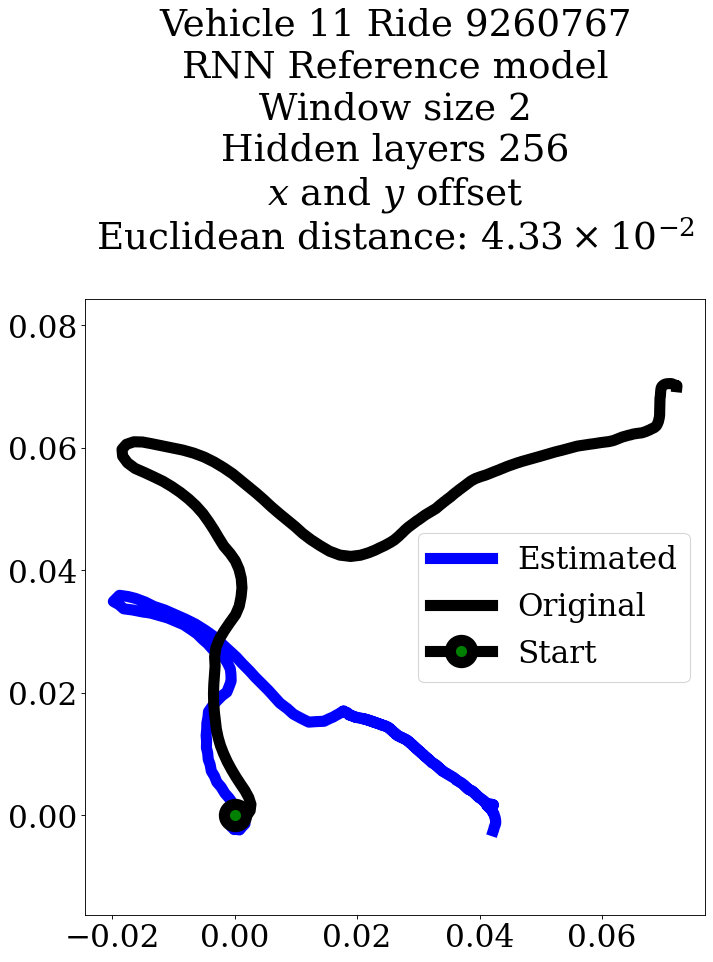 Vehicle 11 Ride 9260767
RNN Reference model
Window size 2
Hidden layers 256
x and y offset
Euclidean distance: 4.33 × 10⁻²
0.08
0.06
0.04
0.02
0.00
Estimated
Original
Start
−0.02 0.00 0.02 0.04 0.06